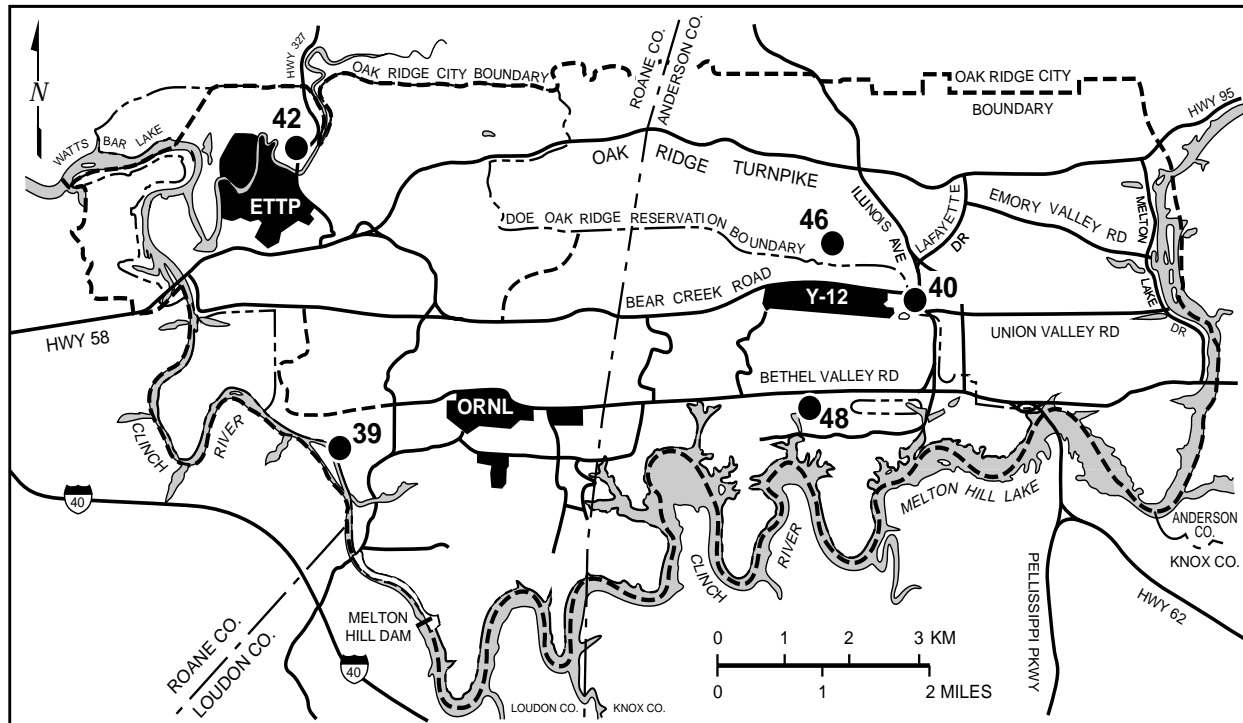 N
HWY 327
OAK RIDGE CITY BOUNDARY
ROANE CO.
ANDERSON CO.
OAK RIDGE CITY
BOUNDARY
HWY 95
42
WATTS BAR LAKE
OAK RIDGE TURNPIKE
ETTP
DOE OAK RIDGE RESERVATION BOUNDARY
46
ILLINOIS AVE
LAFAYETTE
DR
EMORY VALLEY RD
MELTON
LAKE
DR
BEAR CREEK ROAD
Y-12
40
HWY 58
UNION VALLEY RD
BETHEL VALLEY RD
ORNL
48
39
CLINCH
RIVER
40
MELTON HILL LAKE
ANDERSON
CO.
KNOX CO.
CLINCH
RIVER
PELLISSIPPI PKWY
HWY 62
MELTON
HILL DAM
ROANE CO.
LOUDON CO.
40
0 1 2 3 KM
0 1 2 MILES
LOUDON CO.
KNOX CO.